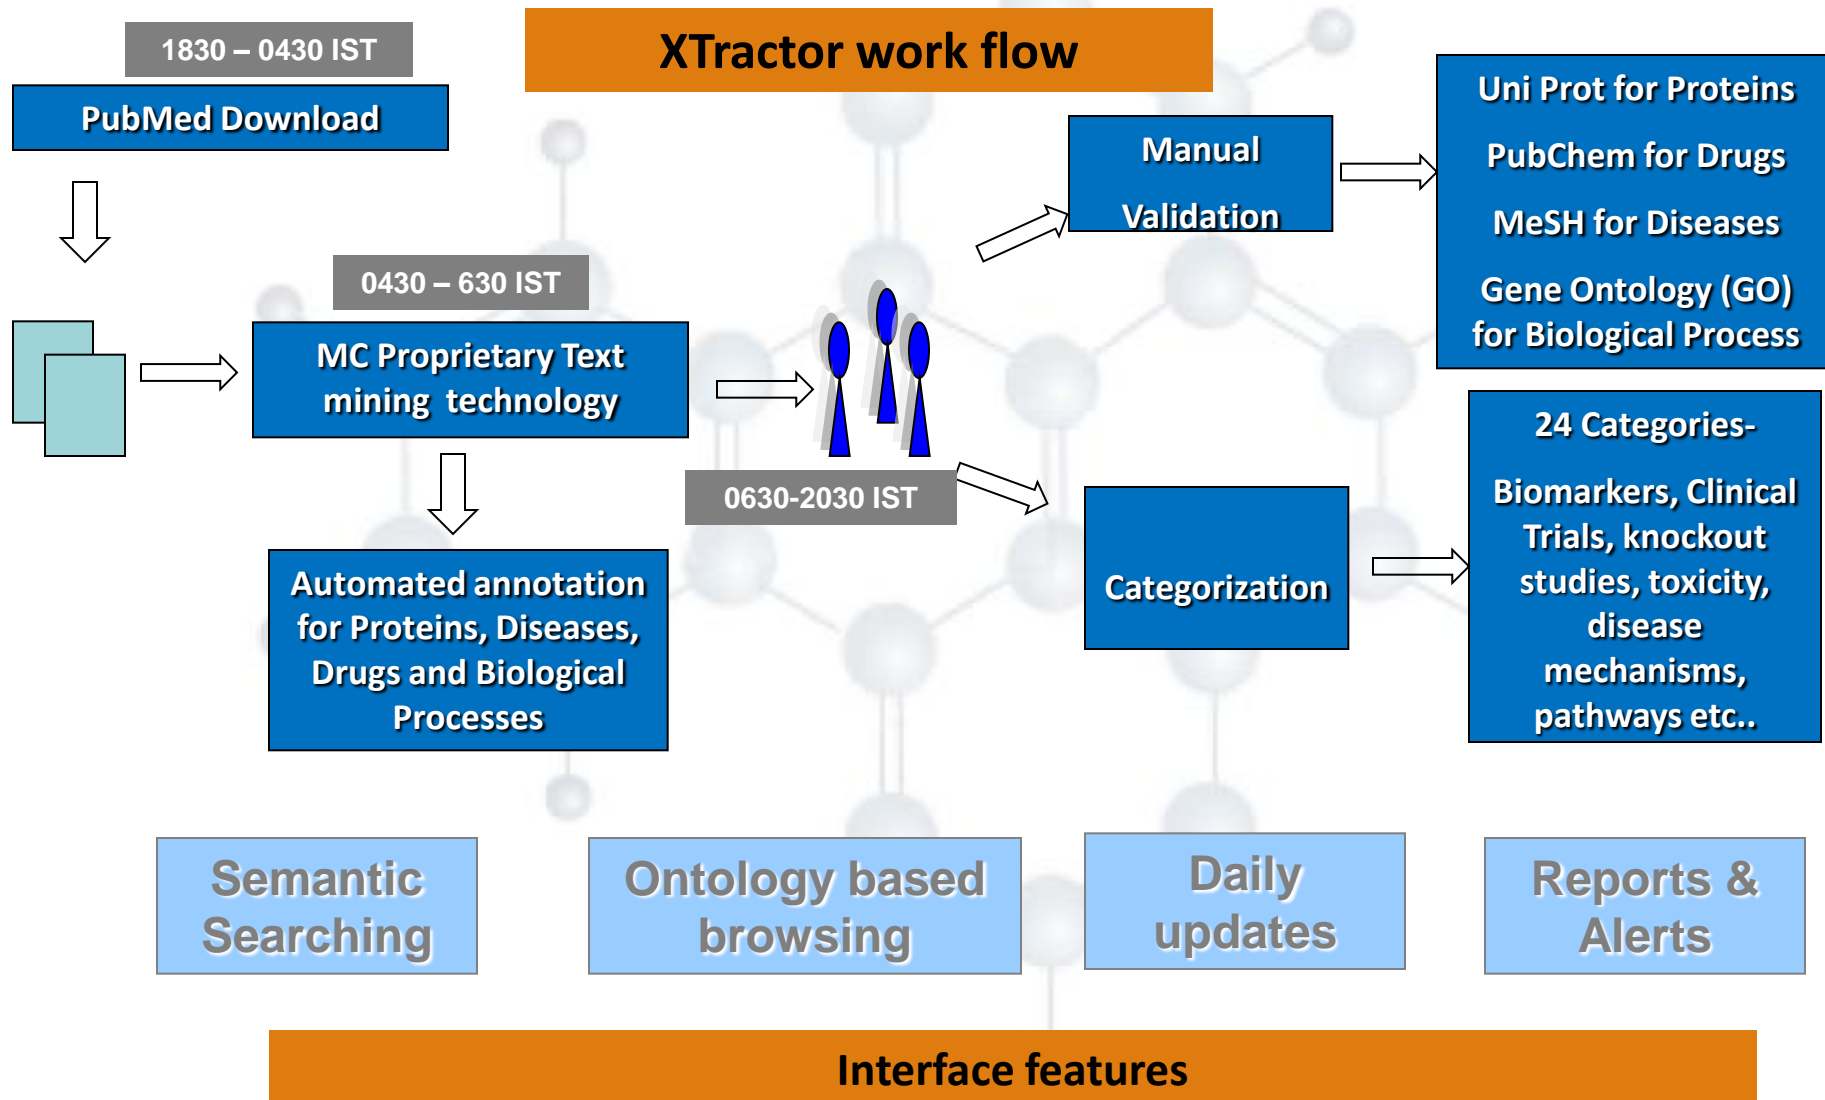 XTractor work flow
1830 – 0430 IST
PubMed Download
0430 – 630 IST
MC Proprietary Text
mining technology
Automated annotation
for Proteins, Diseases,
Drugs and Biological
Processes
0630-2030 IST
Manual
Validation
Uni Prot for Proteins
PubChem for Drugs
MeSH for Diseases
Gene Ontology (GO)
for Biological Process
Categorization
24 Categories-
Biomarkers, Clinical
Trials, knockout
studies, toxicity,
disease
mechanisms,
pathways etc..
Semantic
Searching
Ontology based
browsing
Daily
updates
Reports &
Alerts
Interface features